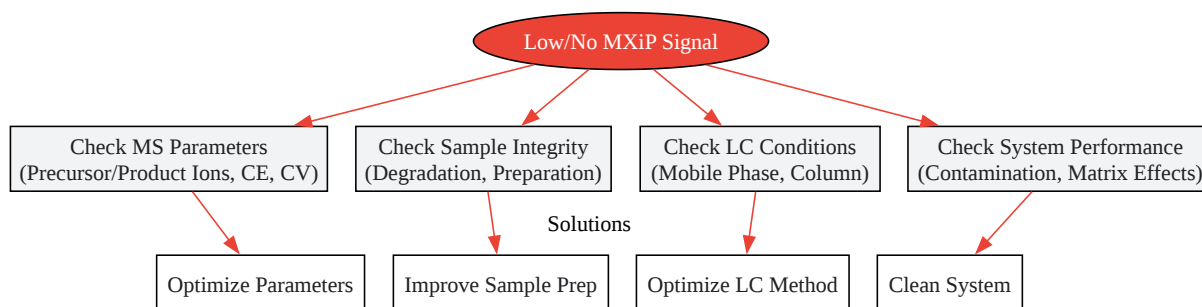 Low/No MXiP Signal
Check MS Parameters
(Precursor/Product Ions, CE, CV)
Check Sample Integrity
(Degradation, Preparation)
Check LC Conditions
(Mobile Phase, Column)
Check System Performance
(Contamination, Matrix Effects)
Solutions
Optimize Parameters
Improve Sample Prep
Optimize LC Method
Clean System